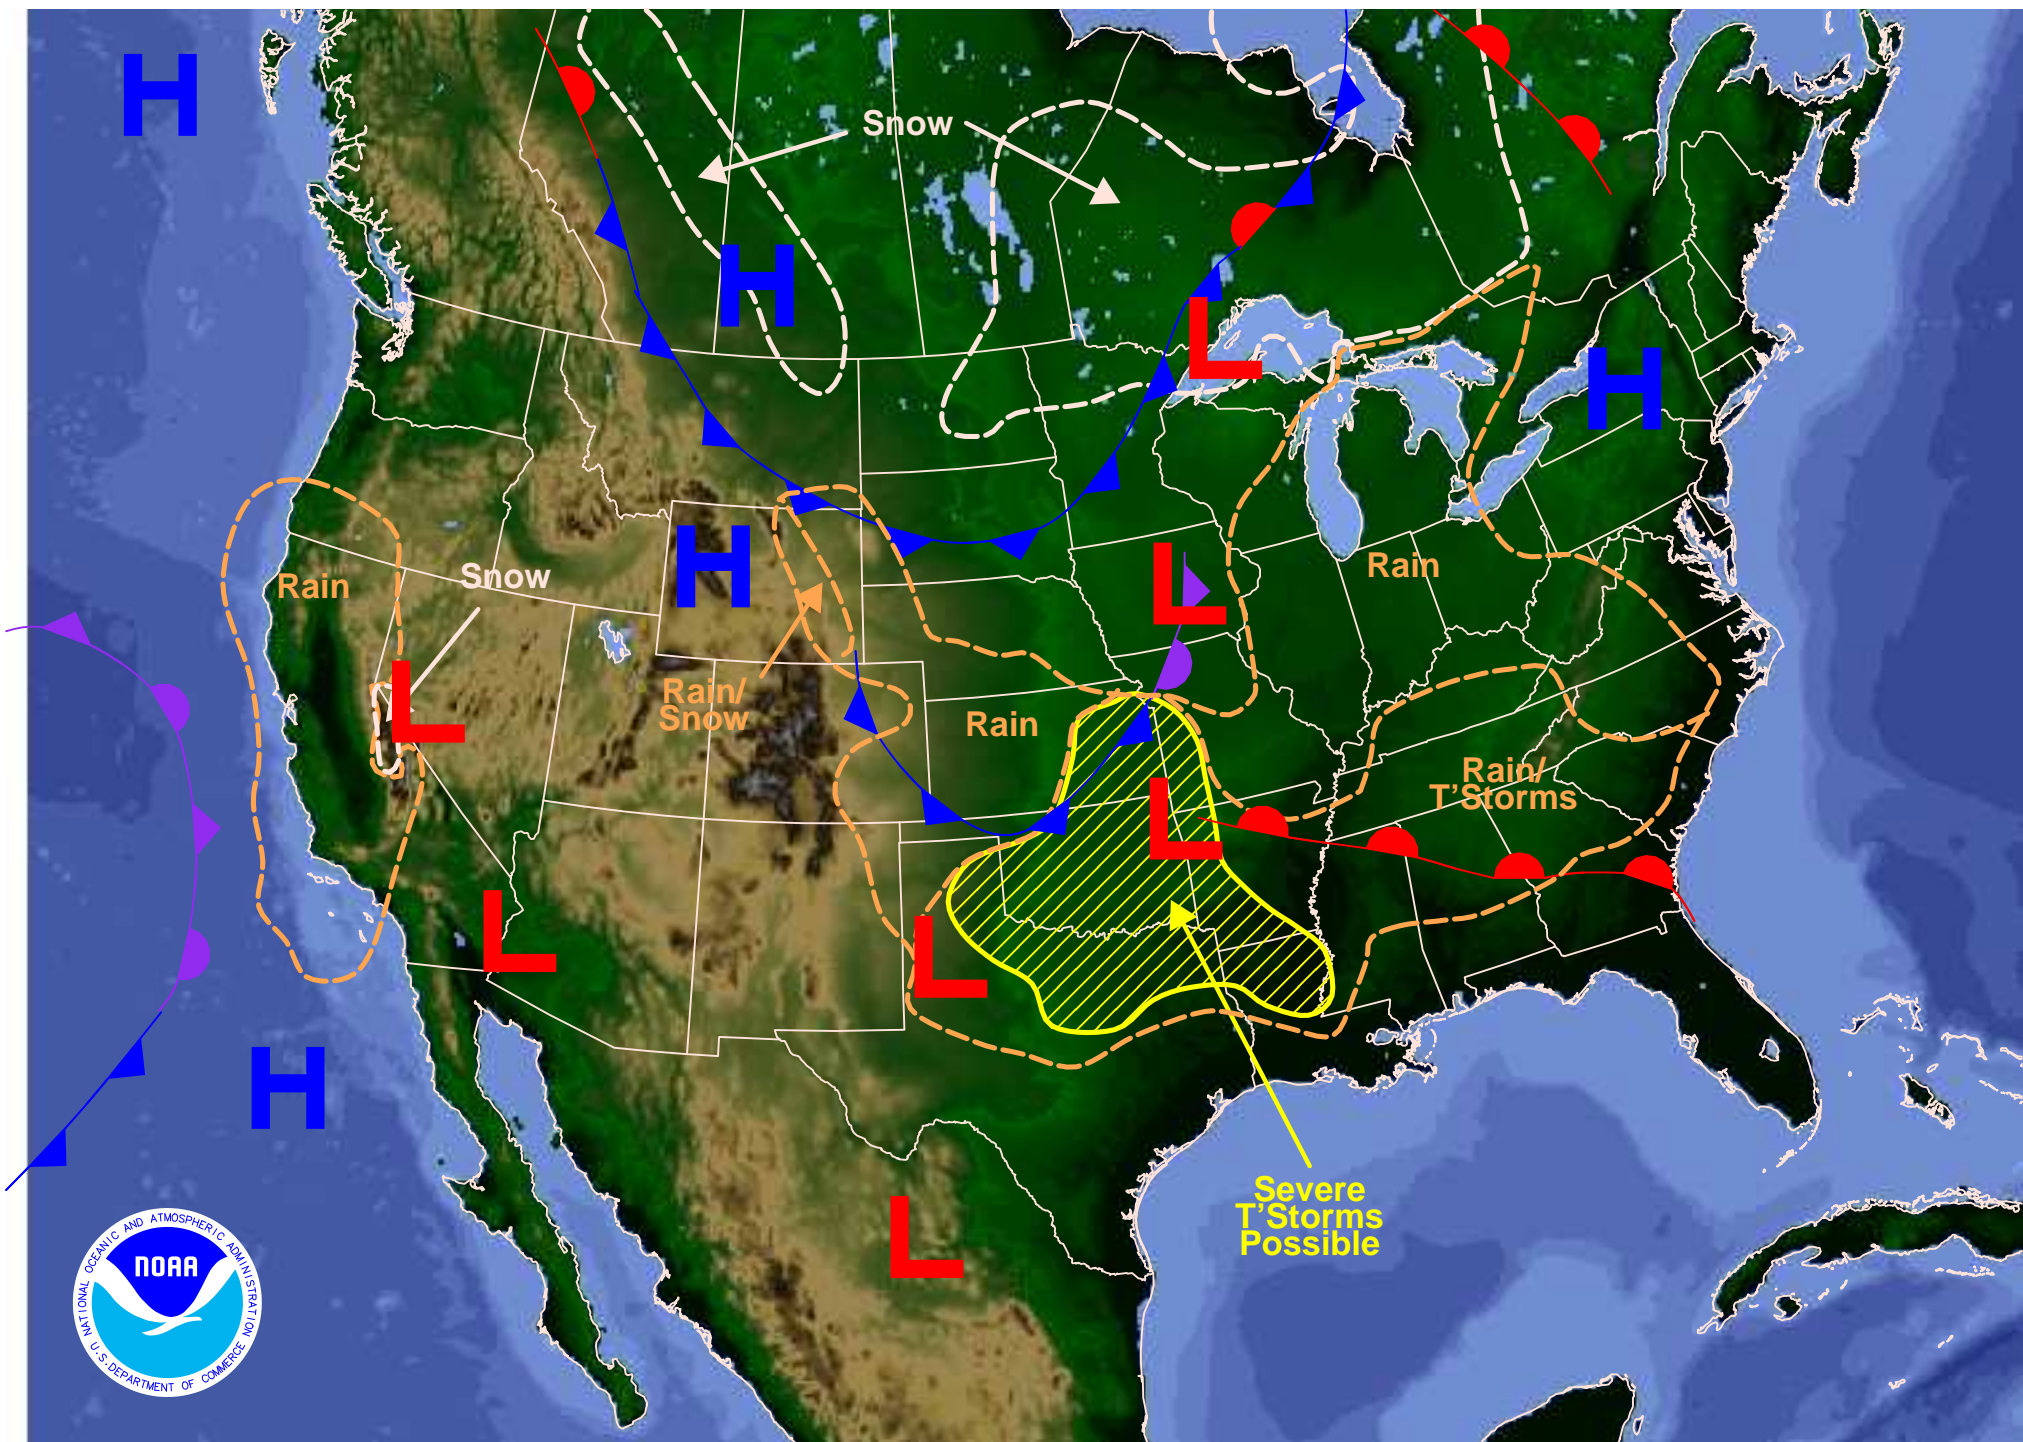 H
Snow
H
L
H
H
Rain
Snow
L
Rain
L
Rain/
Snow
Rain
Rain/
T'Storms
L
L
L
H
Severe
T'Storms
Possible
L
NATIONAL OCEANIC AND ATMOSPHERIC ADMINISTRATION
NOAA
U.S. DEPARTMENT OF COMMERCE